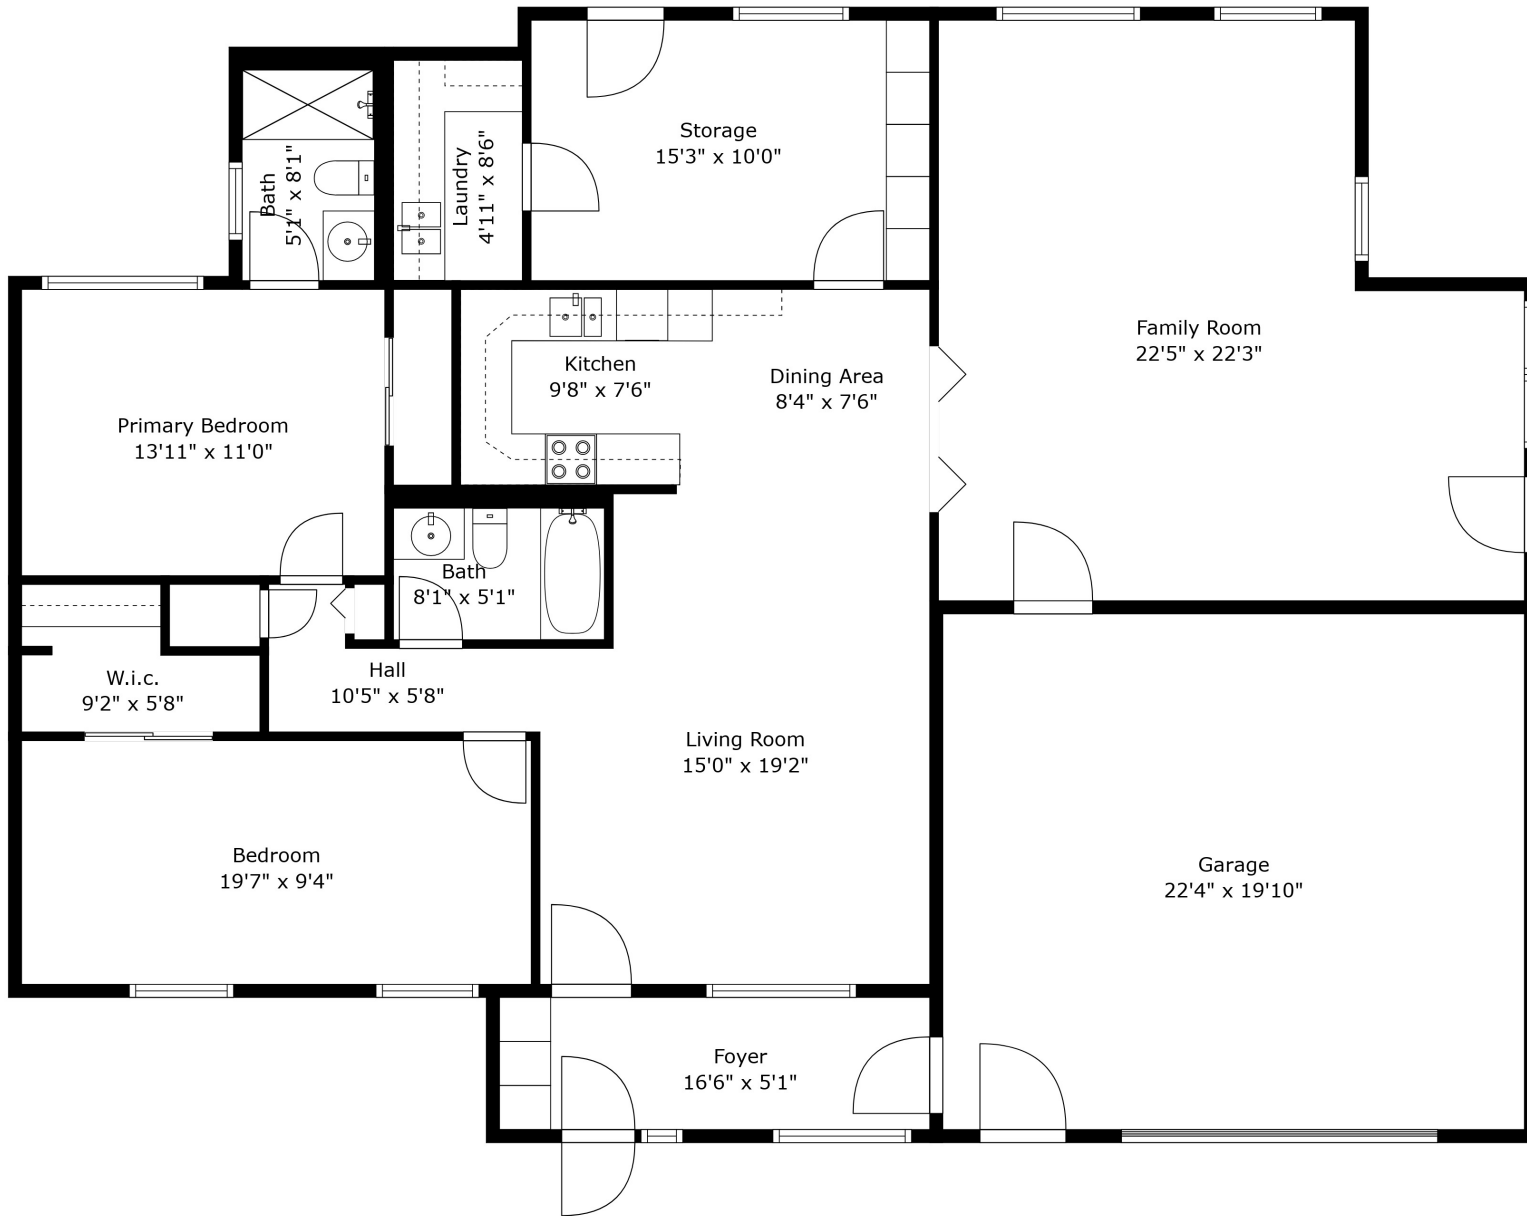 Storage
15'3" x 10'0"
Bath
5'1" x 8'1"
Laundry
4'11" x 8'6"
Family Room
22'5" x 22'3"
Kitchen
9'8" x 7'6"
Dining Area
8'4" x 7'6"
Primary Bedroom
13'11" x 11'0"
Bath
8'1" x 5'1"
Hall
10'5" x 5'8"
W.i.c.
9'2" x 5'8"
Living Room
15'0" x 19'2"
Bedroom
19'7" x 9'4"
Garage
22'4" x 19'10"
Foyer
16'6" x 5'1"